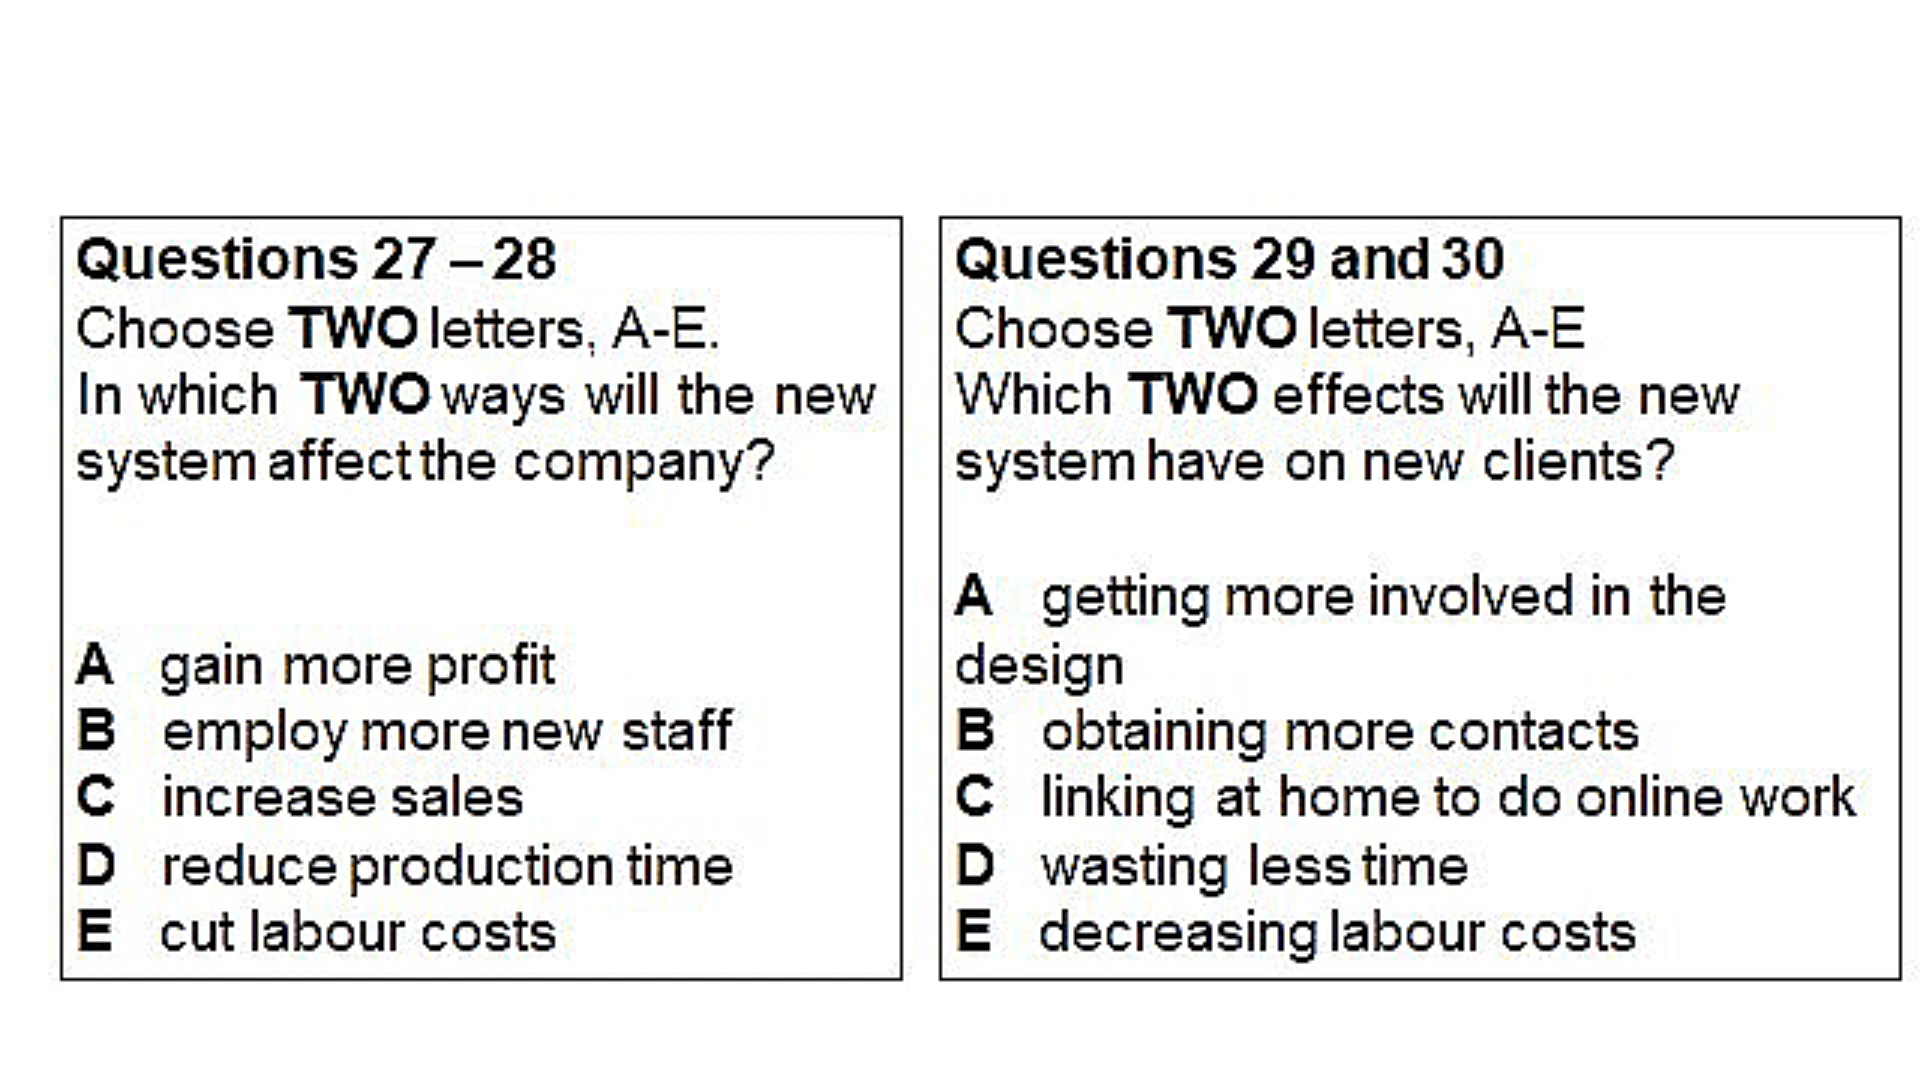 Questions 27 – 28
Choose TWO letters, A-E.
In which TWO ways will the new
system affect the company?
A gain more profit
B employ more new staff
C increase sales
D reduce production time
E cut labour costs
Questions 29 and 30
Choose TWO letters, A-E
Which TWO effects will the new
system have on new clients?
A getting more involved in the
design
B obtaining more contacts
C linking at home to do online work
D wasting less time
E decreasing labour costs